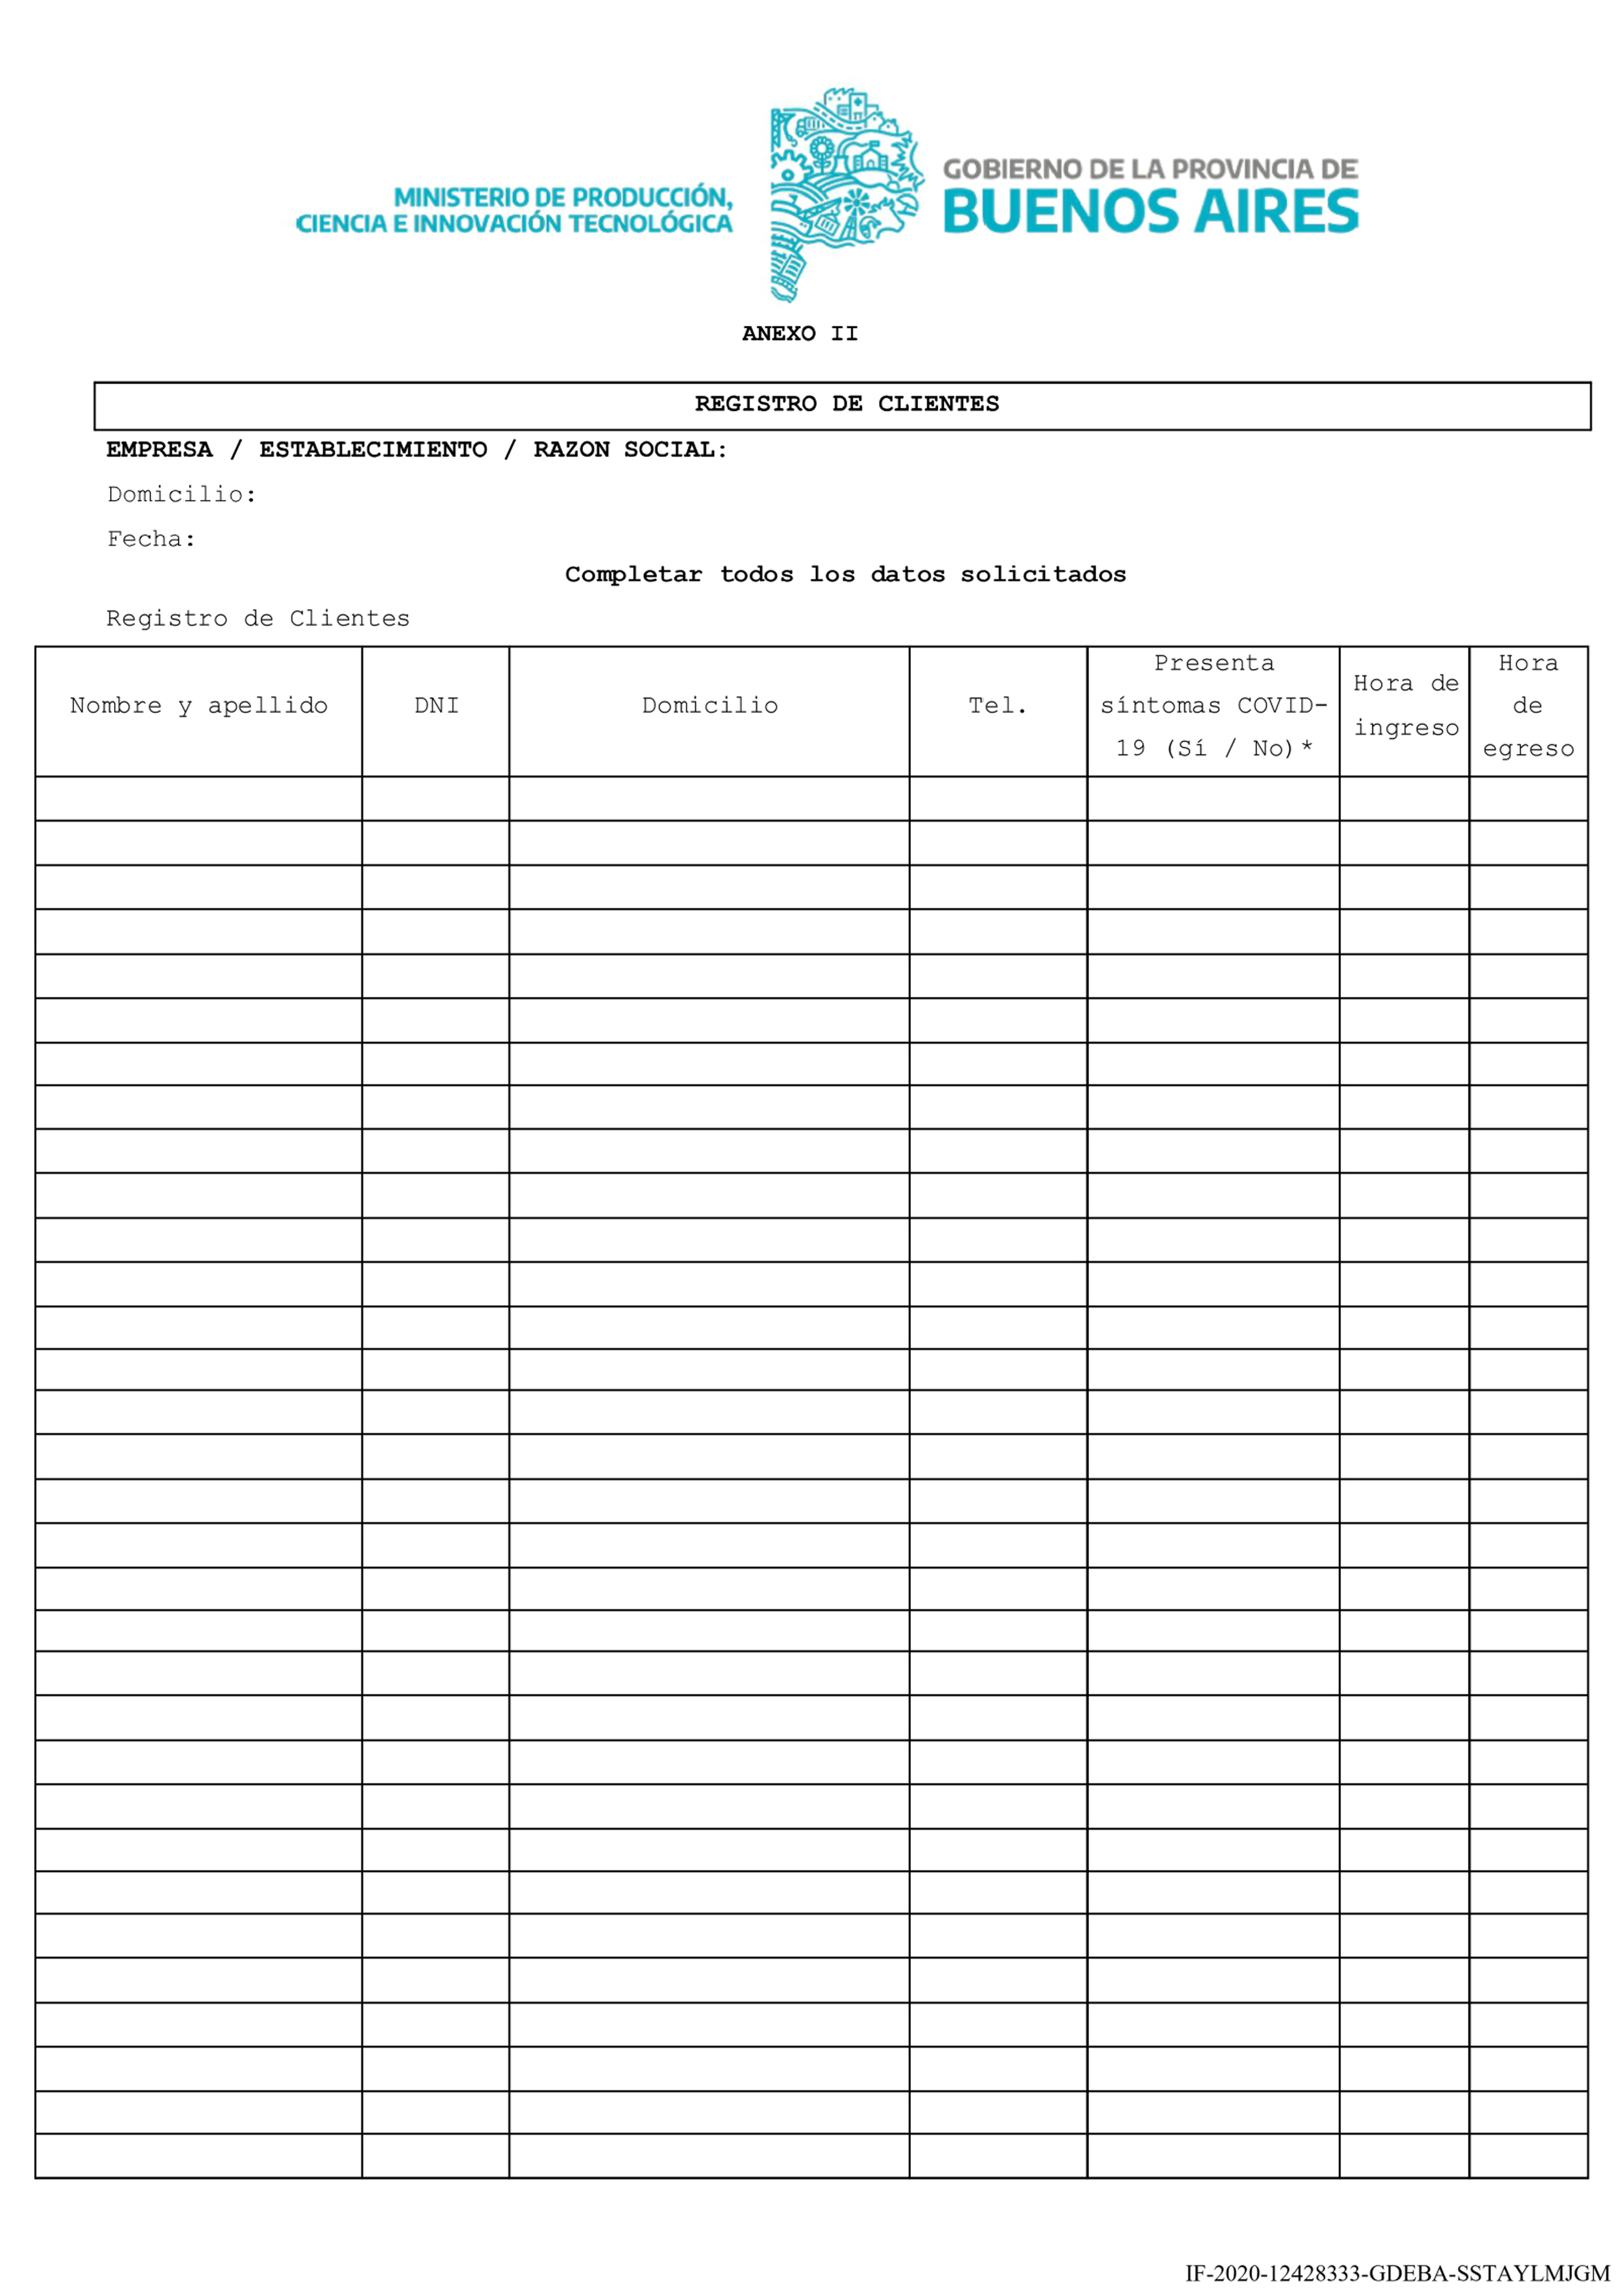 MINISTERIO DE PRODUCCIÓN,
CIENCIA E INNOVACIÓN TECNOLÓGICA
GOBIERNO DE LA PROVINCIA DE
BUENOS AIRES
ANEXO II
REGISTRO DE CLIENTES
EMPRESA / ESTABLECIMIENTO / RAZON SOCIAL:
Domicilio:
Fecha:
Completar todos los datos solicitados
Registro de Clientes
Nombre y apellido
DNI
Domicilio
Tel.
Presenta
síntomas COVID-
19 (Sí / No)*
Hora de
ingreso
Hora
de
egreso
IF-2020-12428333-GDEBA-SSTAYLMJGM